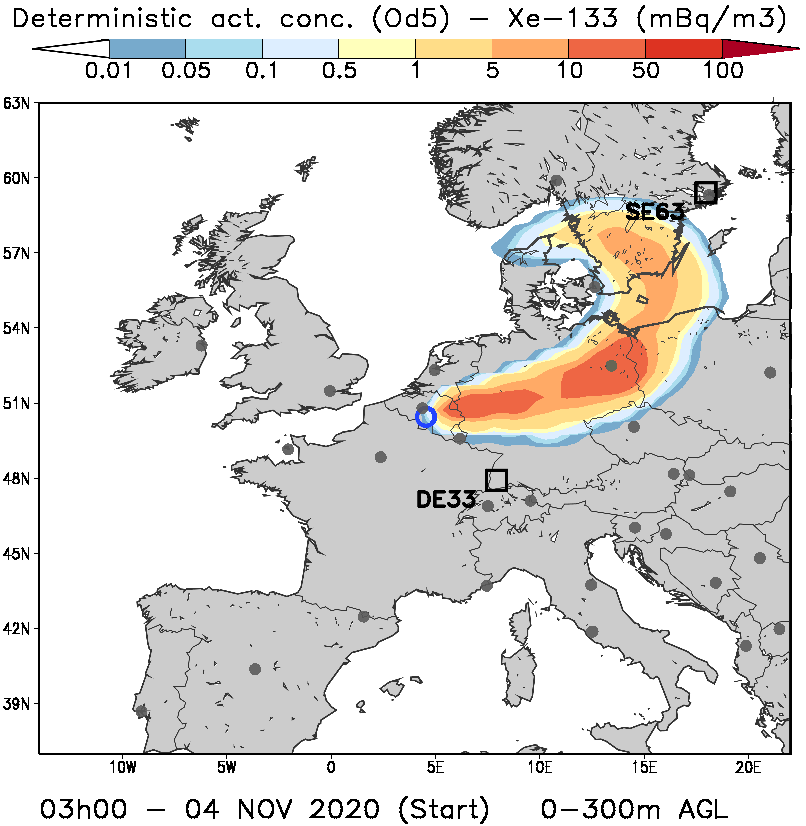 Deterministic act. conc. (Od5) – Xe–133 (mBq/m3)
0.01 0.05 0.1 0.5 1 5 10 50 100
63N
60N
SE63
57N
54N
51N
48N
DE33
45N
42N
39N
10W 5W 0 5E 10E 15E 20E
03h00 – 04 NOV 2020 (Start) 0–300m AGL